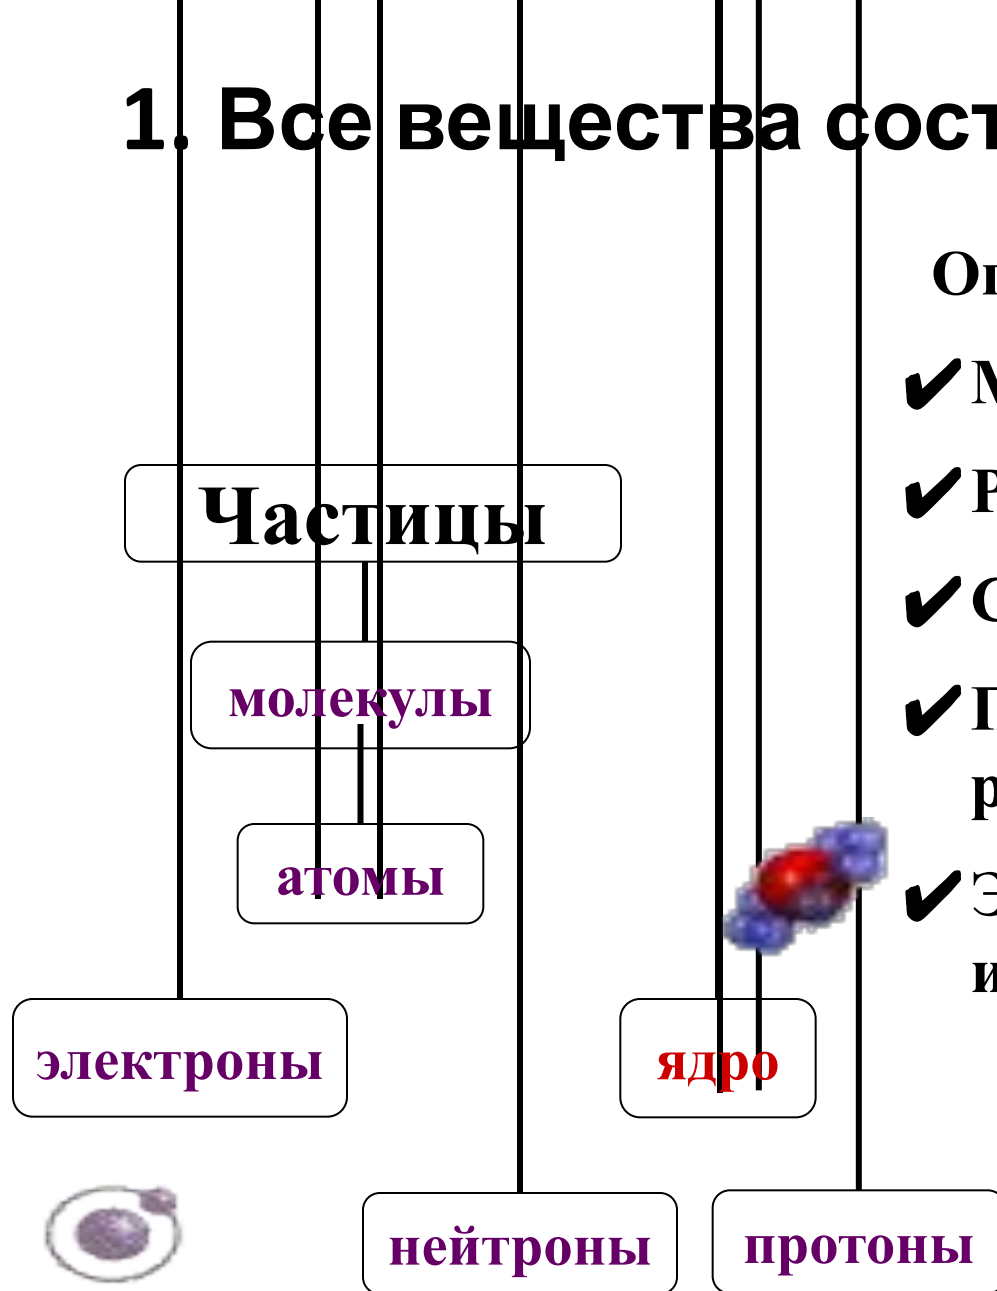 1. Все вещества сост
Частицы
молекулы
атомы
электроны
ядро
нейтроны
протоны